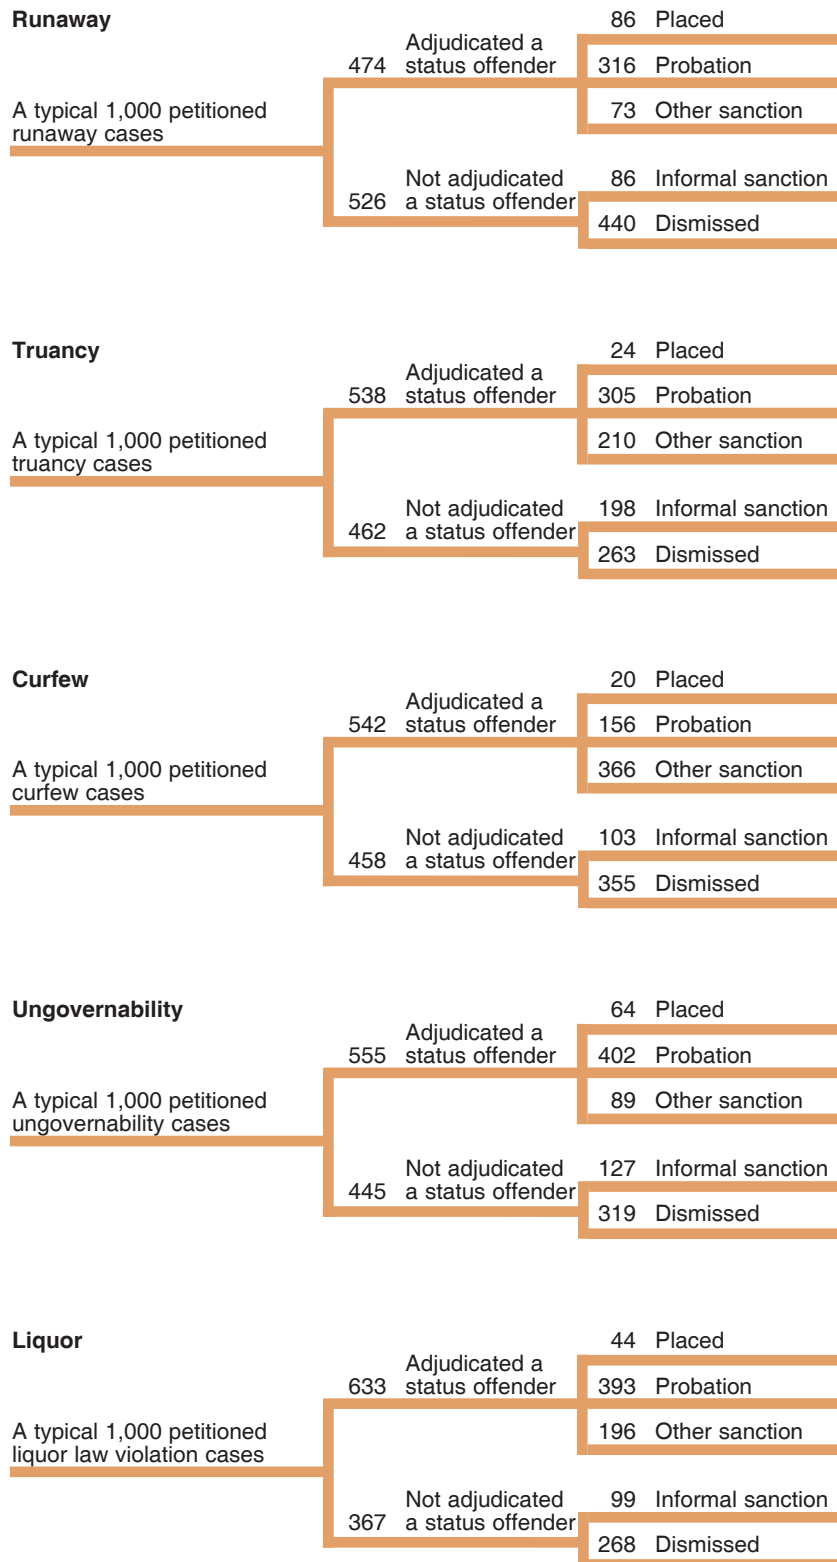 Runaway
86 Placed
Adjudicated a
474 status offender
316 Probation
A typical 1,000 petitioned
runaway cases
73 Other sanction
Not adjudicated
526 a status offender
86 Informal sanction
440 Dismissed
Truancy
24 Placed
Adjudicated a
538 status offender
305 Probation
A typical 1,000 petitioned
truancy cases
210 Other sanction
Not adjudicated
462 a status offender
198 Informal sanction
263 Dismissed
Curfew
20 Placed
Adjudicated a
542 status offender
156 Probation
A typical 1,000 petitioned
curfew cases
366 Other sanction
Not adjudicated
458 a status offender
103 Informal sanction
355 Dismissed
Ungovernability
64 Placed
Adjudicated a
555 status offender
402 Probation
A typical 1,000 petitioned
ungovernability cases
89 Other sanction
Not adjudicated
445 a status offender
127 Informal sanction
319 Dismissed
Liquor
44 Placed
Adjudicated a
633 status offender
393 Probation
A typical 1,000 petitioned
liquor law violation cases
196 Other sanction
Not adjudicated
367 a status offender
99 Informal sanction
268 Dismissed